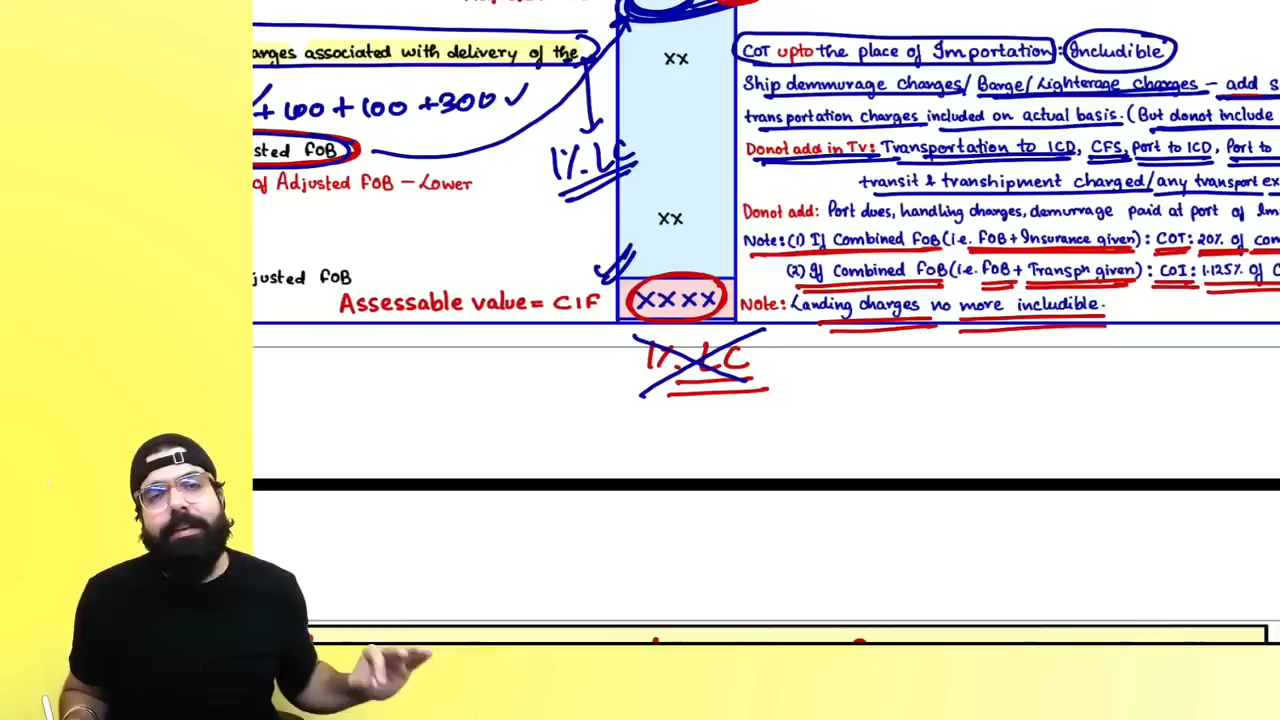 arges associated with delivery of the
+ 100 + 100 + 300 ✓
sted FOB
of Adjusted FOB – Lower
justed FOB
1% LC
Assessable value = CIF
xx
xx
xxxx
1% LC
COT upto the place of Importation: Includible
Ship demmurage charges/ Barge/Lighterage charges – add s
transportation charges included on actual basis. (But donot include
Donot add in TV: Transportation to ICD, CFS, port to ICD, Port to
transit & transhipment charged/any transport ex
Donot add: Port dues, handling charges, demurrage paid at port of Im
Note: (1) If Combined FOB (i.e. FOB + Insurance given): COT: 20% of com
(2) If Combined FOB (i.e. FOB + Transpn given): COI: 1.125% of C
Note: Landing charges no more includible.